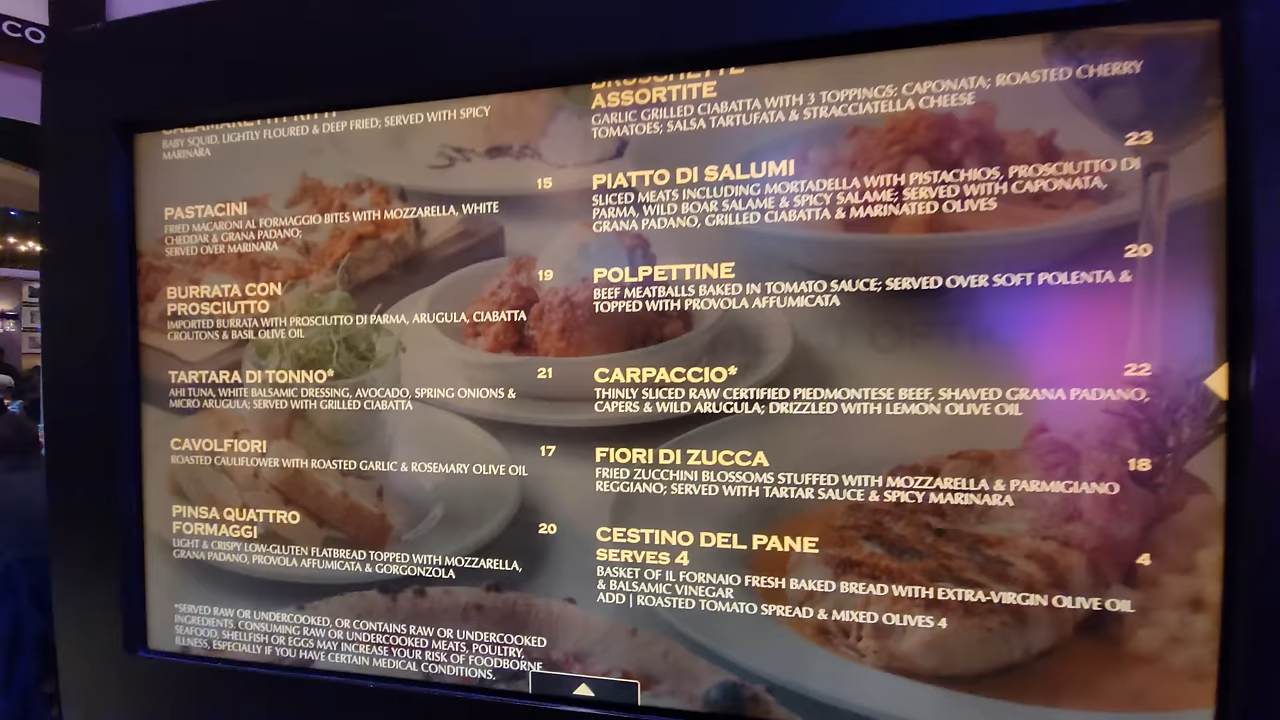 CO
CALAMARETTI FRITTI
BABY SQUID, LIGHTLY FLOURED & DEEP FRIED; SERVED WITH SPICY
MARINARA
15
PASTACINI
FRIED MACARONI AL FORMAGGIO BITES WITH MOZZARELLA, WHITE
CHEDDAR & GRANA PADANO;
SERVED OVER MARINARA
19
BURRATA CON
PROSCIUTTO
IMPORTED BURRATA WITH PROSCIUTTO DI PARMA, ARUGULA, CIABATTA
CROUTONS & BASIL OLIVE OIL
21
TARTARA DI TONNO*
AHI TUNA, WHITE BALSAMIC DRESSING, AVOCADO, SPRING ONIONS &
MICRO ARUGULA; SERVED WITH GRILLED CIABATTA
17
CAVOLFIORI
ROASTED CAULIFLOWER WITH ROASTED GARLIC & ROSEMARY OLIVE OIL
20
PINSA QUATTRO
FORMAGGI
LIGHT & CRISPY LOW-GLUTEN FLATBREAD TOPPED WITH MOZZARELLA,
GRANA PADANO, PROVOLA AFFUMICATA & GORGONZOLA
*SERVED RAW OR UNDERCOOKED, OR CONTAINS RAW OR UNDERCOOKED
INGREDIENTS. CONSUMING RAW OR UNDERCOOKED MEATS, POULTRY,
SEAFOOD, SHELLFISH OR EGGS MAY INCREASE YOUR RISK OF FOODBORNE
ILLNESS, ESPECIALLY IF YOU HAVE CERTAIN MEDICAL CONDITIONS.
BRUSCHETTE
ASSORTITE
GARLIC GRILLED CIABATTA WITH 3 TOPPINGS: CAPONATA; ROASTED CHERRY
TOMATOES; SALSA TARTUFATA & STRACCIATELLA CHEESE
23
PIATTO DI SALUMI
SLICED MEATS INCLUDING MORTADELLA WITH PISTACHIOS, PROSCIUTTO DI
PARMA, WILD BOAR SALAME & SPICY SALAME; SERVED WITH CAPONATA,
GRANA PADANO, GRILLED CIABATTA & MARINATED OLIVES
20
POLPETTINE
BEEF MEATBALLS BAKED IN TOMATO SAUCE; SERVED OVER SOFT POLENTA &
TOPPED WITH PROVOLA AFFUMICATA
22
CARPACCIO*
THINLY SLICED RAW CERTIFIED PIEDMONTESE BEEF, SHAVED GRANA PADANO,
CAPERS & WILD ARUGULA; DRIZZLED WITH LEMON OLIVE OIL
18
FIORI DI ZUCCA
FRIED ZUCCHINI BLOSSOMS STUFFED WITH MOZZARELLA & PARMIGIANO
REGGIANO; SERVED WITH TARTAR SAUCE & SPICY MARINARA
4
CESTINO DEL PANE
SERVES 4
BASKET OF IL FORNAIO FRESH BAKED BREAD WITH EXTRA-VIRGIN OLIVE OIL
& BALSAMIC VINEGAR
ADD | ROASTED TOMATO SPREAD & MIXED OLIVES 4